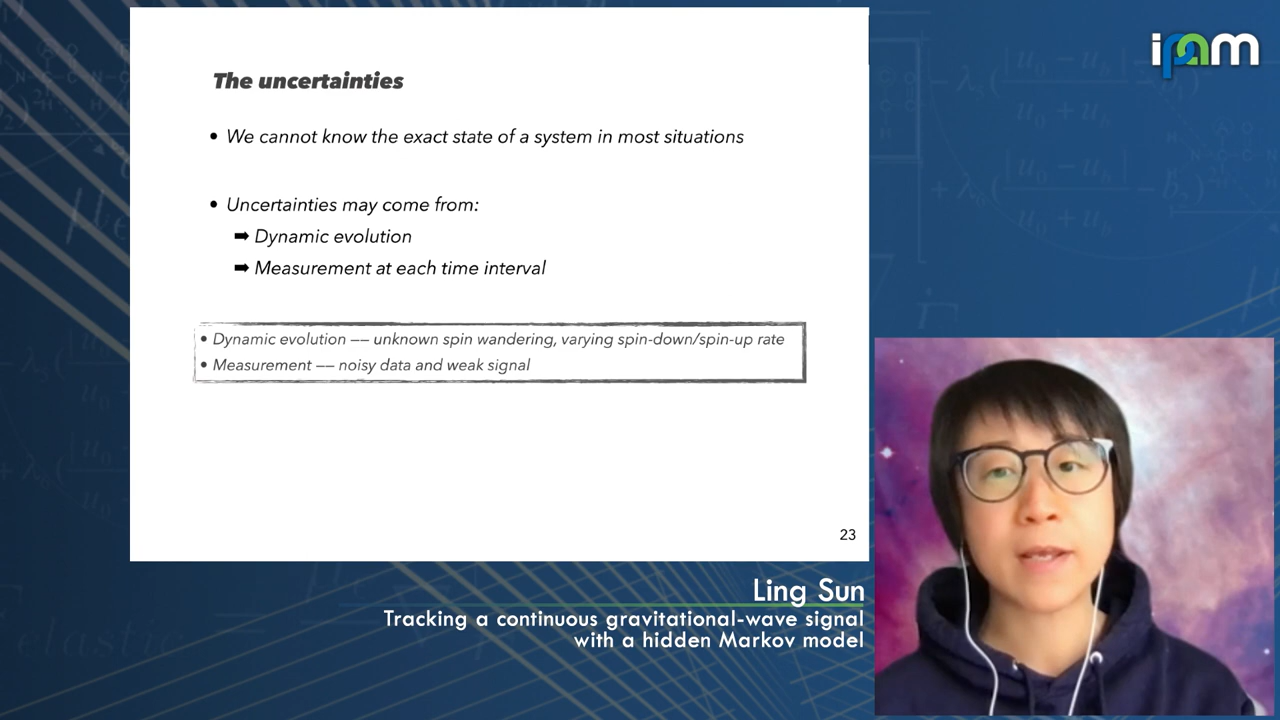 ipam
The uncertainties
• We cannot know the exact state of a system in most situations
• Uncertainties may come from:
➡ Dynamic evolution
➡ Measurement at each time interval
• Dynamic evolution —— unknown spin wandering, varying spin-down/spin-up rate
• Measurement —— noisy data and weak signal
23
Ling Sun
Tracking a continuous gravitational-wave signal
with a hidden Markov model